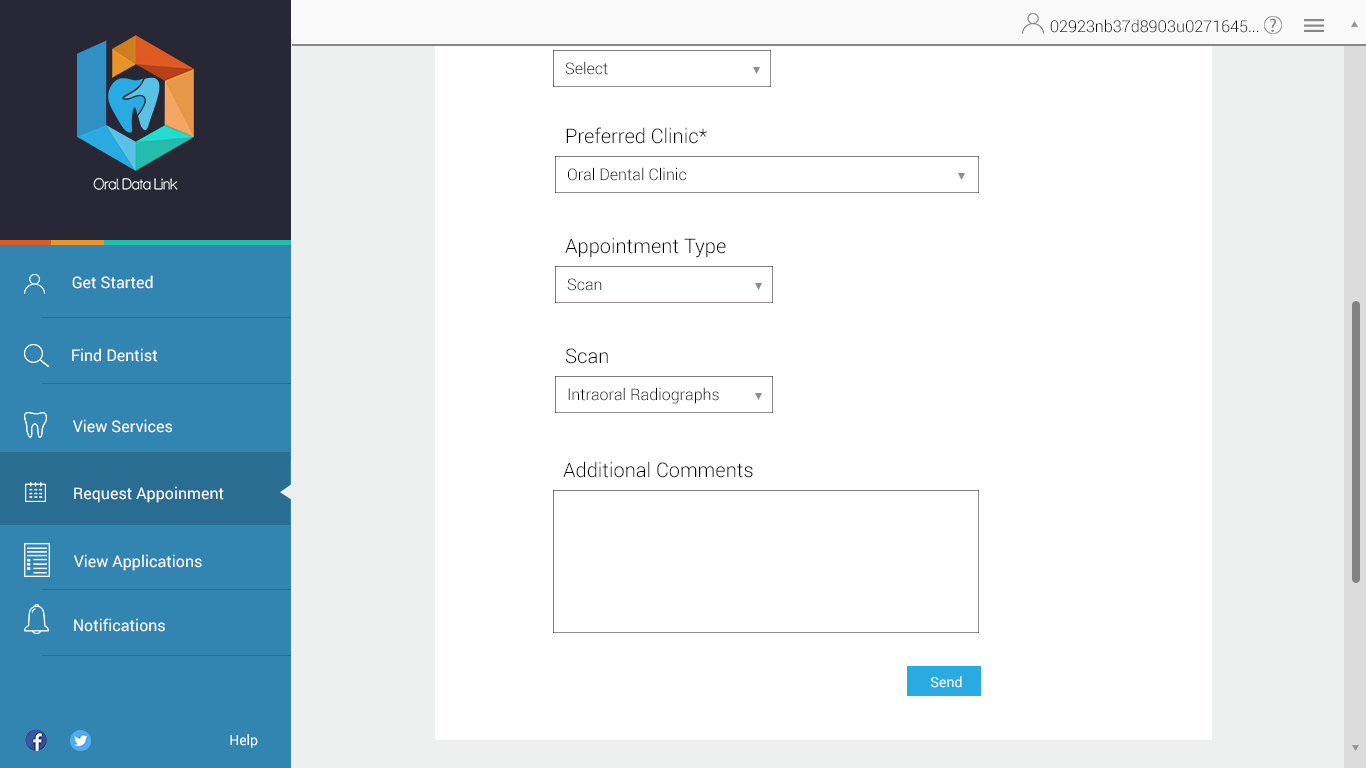 02923nb37d8903u0271645...
?
Oral Data Link
Get Started
Find Dentist
View Services
Request Appoinment
View Applications
Notifications
Help
Select
Preferred Clinic*
Oral Dental Clinic
Appointment Type
Scan
Scan
Intraoral Radiographs
Additional Comments
Send